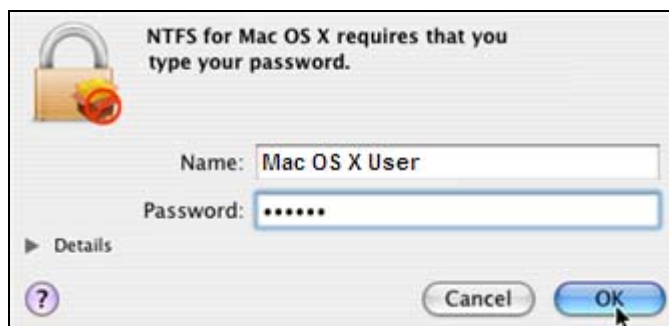 NTFS for Mac OS X requires that you
type your password.
Name: Mac OS X User
Password: ••••••
Details
?
Cancel OK